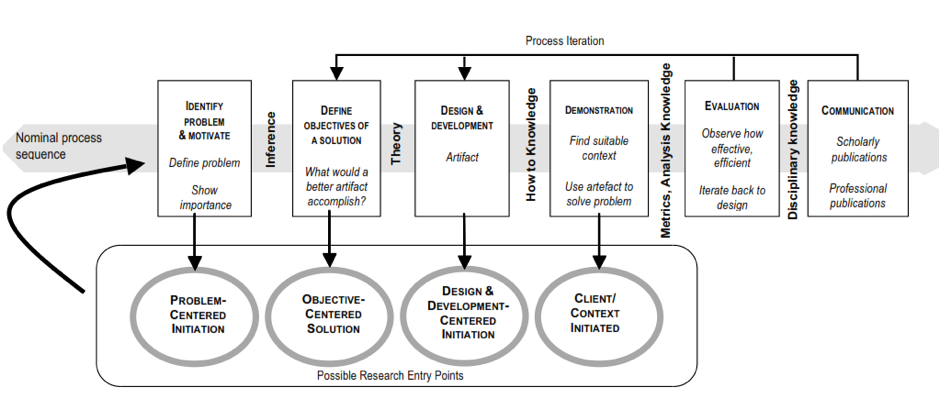 Process Iteration
Nominal process
sequence
IDENTIFY
PROBLEM
& MOTIVATE
Define problem
Show
importance
Inference
DEFINE
OBJECTIVES OF
A SOLUTION
What would a
better artifact
accomplish?
Theory
DESIGN &
DEVELOPMENT
Artifact
How to Knowledge
DEMONSTRATION
Find suitable
context
Use artefact to
solve problem
Metrics, Analysis Knowledge
EVALUATION
Observe how
effective,
efficient
Iterate back to
design
Disciplinary knowledge
COMMUNICATION
Scholarly
publications
Professional
publications
PROBLEM-
CENTERED
INITIATION
OBJECTIVE-
CENTERED
SOLUTION
DESIGN &
DEVELOPMENT-
CENTERED
INITIATION
CLIENT/
CONTEXT
INITIATED
Possible Research Entry Points